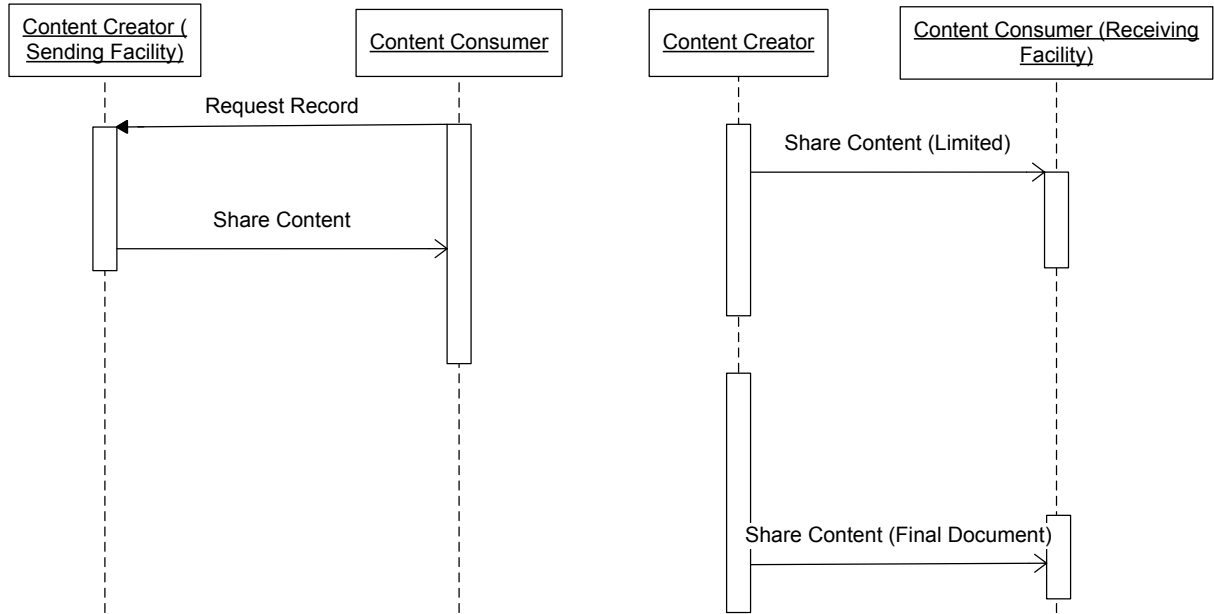 Content Creator (
Sending Facility)
Content Consumer
Content Creator
Content Consumer (Receiving
Facility)
Request Record
Share Content (Limited)
Share Content
Share Content (Final Document)